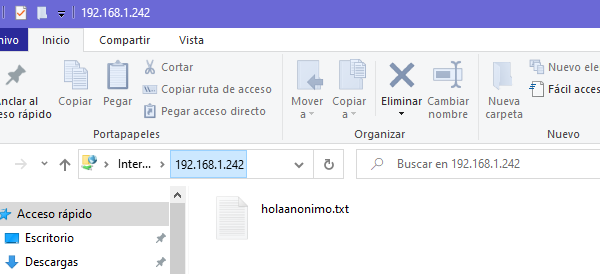 192.168.1.242
hivo Inicio Compartir Vista
Anclar al
eso rápido
Copiar
Pegar
Cortar
Copiar ruta de acceso
Pegar acceso directo
Mover
a
Copiar
a
Eliminar
Cambiar
nombre
Nueva
carpeta
Nuevo ele
Fácil acces
Portapapeles Organizar Nuevo
Inter... 192.168.1.242 Buscar en 192.168.1.242
Acceso rápido
Escritorio
Descargas
holaanonimo.txt